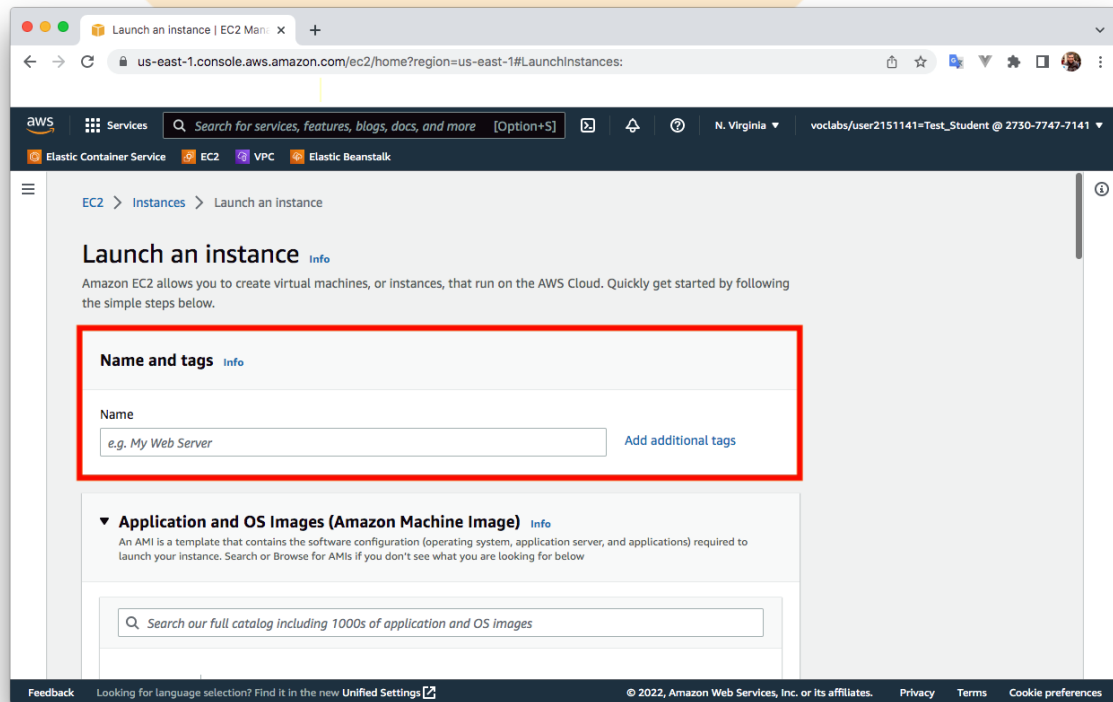 Launch an instance | EC2 Man
us-east-1.console.aws.amazon.com/ec2/home?region=us-east-1#LaunchInstances:
aws Services Search for services, features, blogs, docs, and more [Option+S] N. Virginia voclabs/user2151141=Test_Student @ 2730-7747-7141
Elastic Container Service EC2 VPC Elastic Beanstalk
EC2 > Instances > Launch an instance
Launch an instance Info
Amazon EC2 allows you to create virtual machines, or instances, that run on the AWS Cloud. Quickly get started by following
the simple steps below.
Name and tags Info
Name
e.g. My Web Server Add additional tags
Application and OS Images (Amazon Machine Image) Info
An AMI is a template that contains the software configuration (operating system, application server, and applications) required to
launch your instance. Search or Browse for AMIs if you don't see what you are looking for below
Search our full catalog including 1000s of application and OS images
Feedback Looking for language selection? Find it in the new Unified Settings © 2022, Amazon Web Services, Inc. or its affiliates. Privacy Terms Cookie preferences